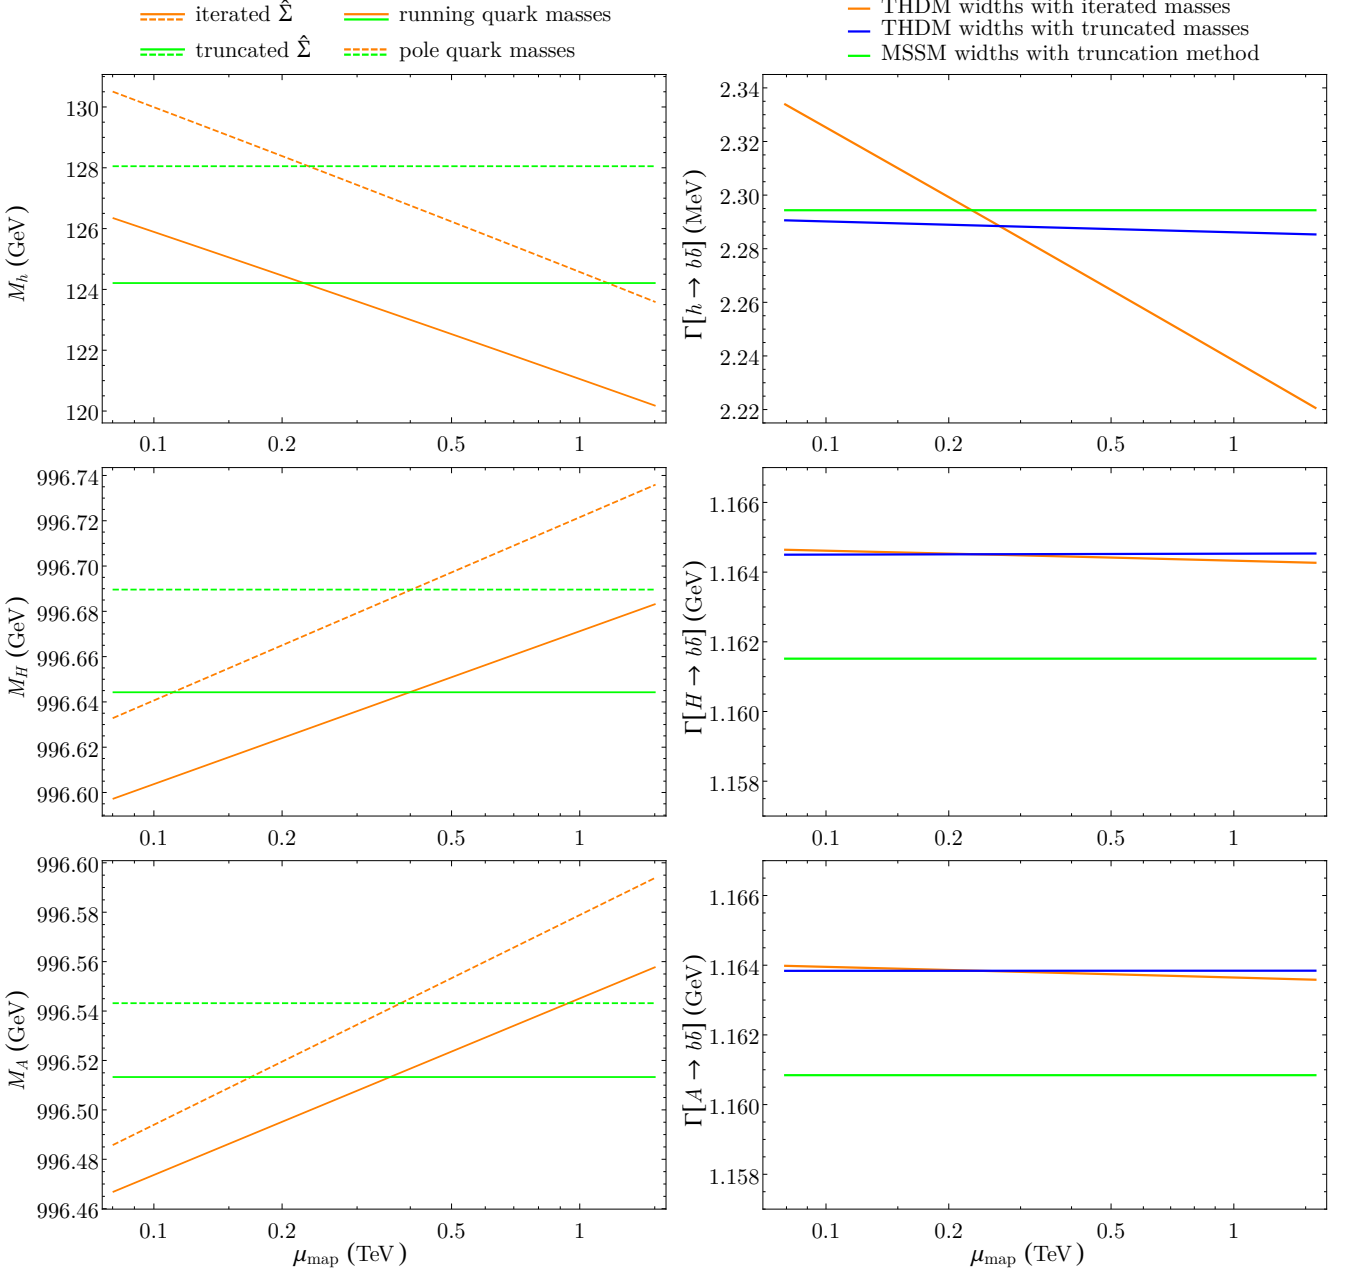 iterated Σ̂
running quark masses
truncated Σ̂
pole quark masses
THDM widths with iterated masses
THDM widths with truncated masses
MSSM widths with truncation method
M_h (GeV)
130
128
126
124
122
120
0.1 0.2 0.5 1
Γ[h → bb̄] (MeV)
2.34
2.32
2.30
2.28
2.26
2.24
2.22
0.1 0.2 0.5 1
M_H (GeV)
996.74
996.72
996.70
996.68
996.66
996.64
996.62
996.60
0.1 0.2 0.5 1
Γ[H → bb̄] (GeV)
1.166
1.164
1.162
1.160
1.158
0.1 0.2 0.5 1
M_A (GeV)
996.60
996.58
996.56
996.54
996.52
996.50
996.48
996.46
0.1 0.2 0.5 1
μ_map (TeV)
Γ[A → bb̄] (GeV)
1.166
1.164
1.162
1.160
1.158
0.1 0.2 0.5 1
μ_map (TeV)